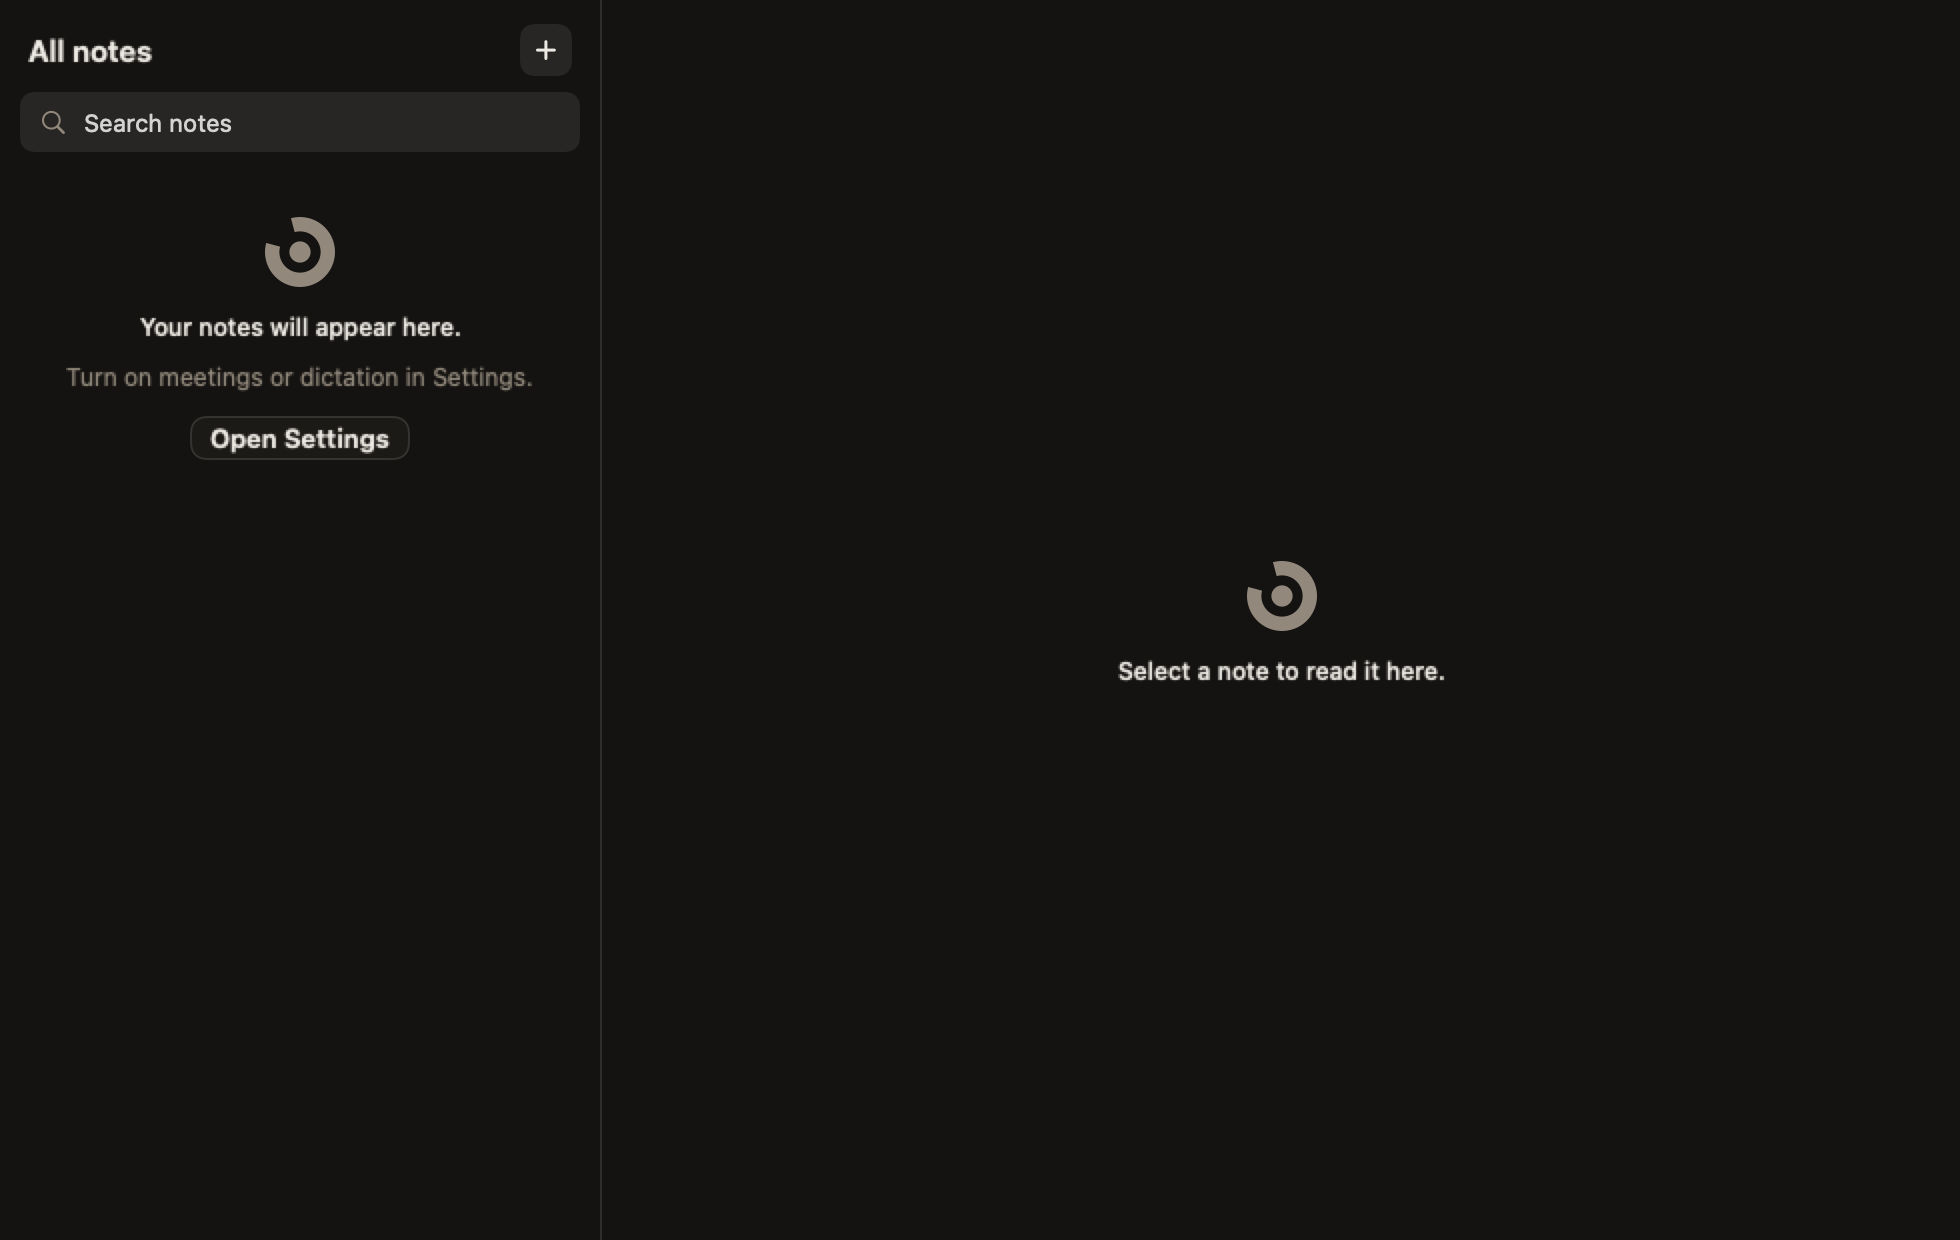 All notes
Search notes
Your notes will appear here.
Turn on meetings or dictation in Settings.
Open Settings
Select a note to read it here.